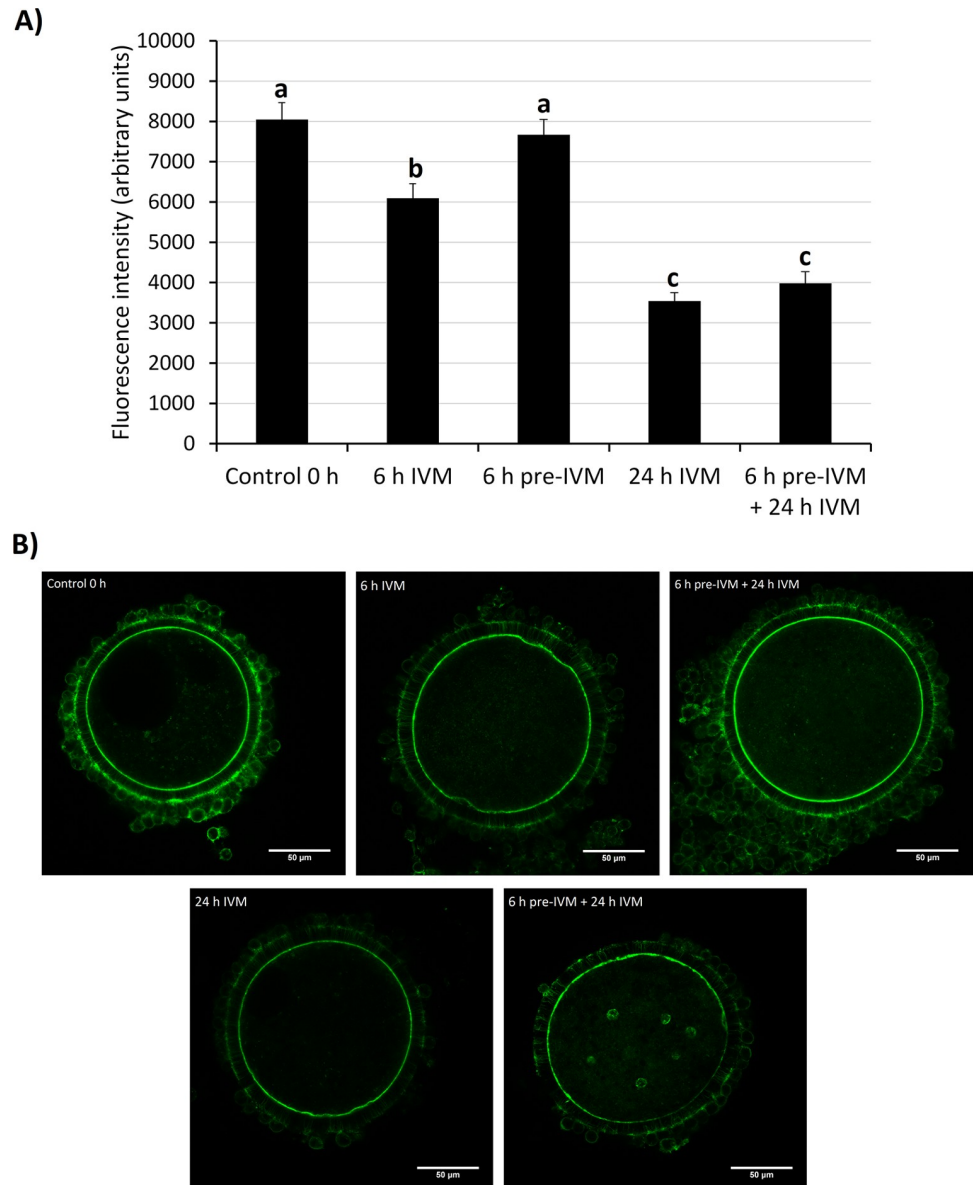 A)
Fluorescence intensity (arbitrary units)
10000
9000
8000
7000
6000
5000
4000
3000
2000
1000
0
a
b
a
c
c
Control 0 h
6 h IVM
6 h pre-IVM
24 h IVM
6 h pre-IVM
+ 24 h IVM
B)
Control 0 h
50 µm
6 h IVM
50 µm
6 h pre-IVM + 24 h IVM
50 µm
24 h IVM
50 µm
6 h pre-IVM + 24 h IVM
50 µm